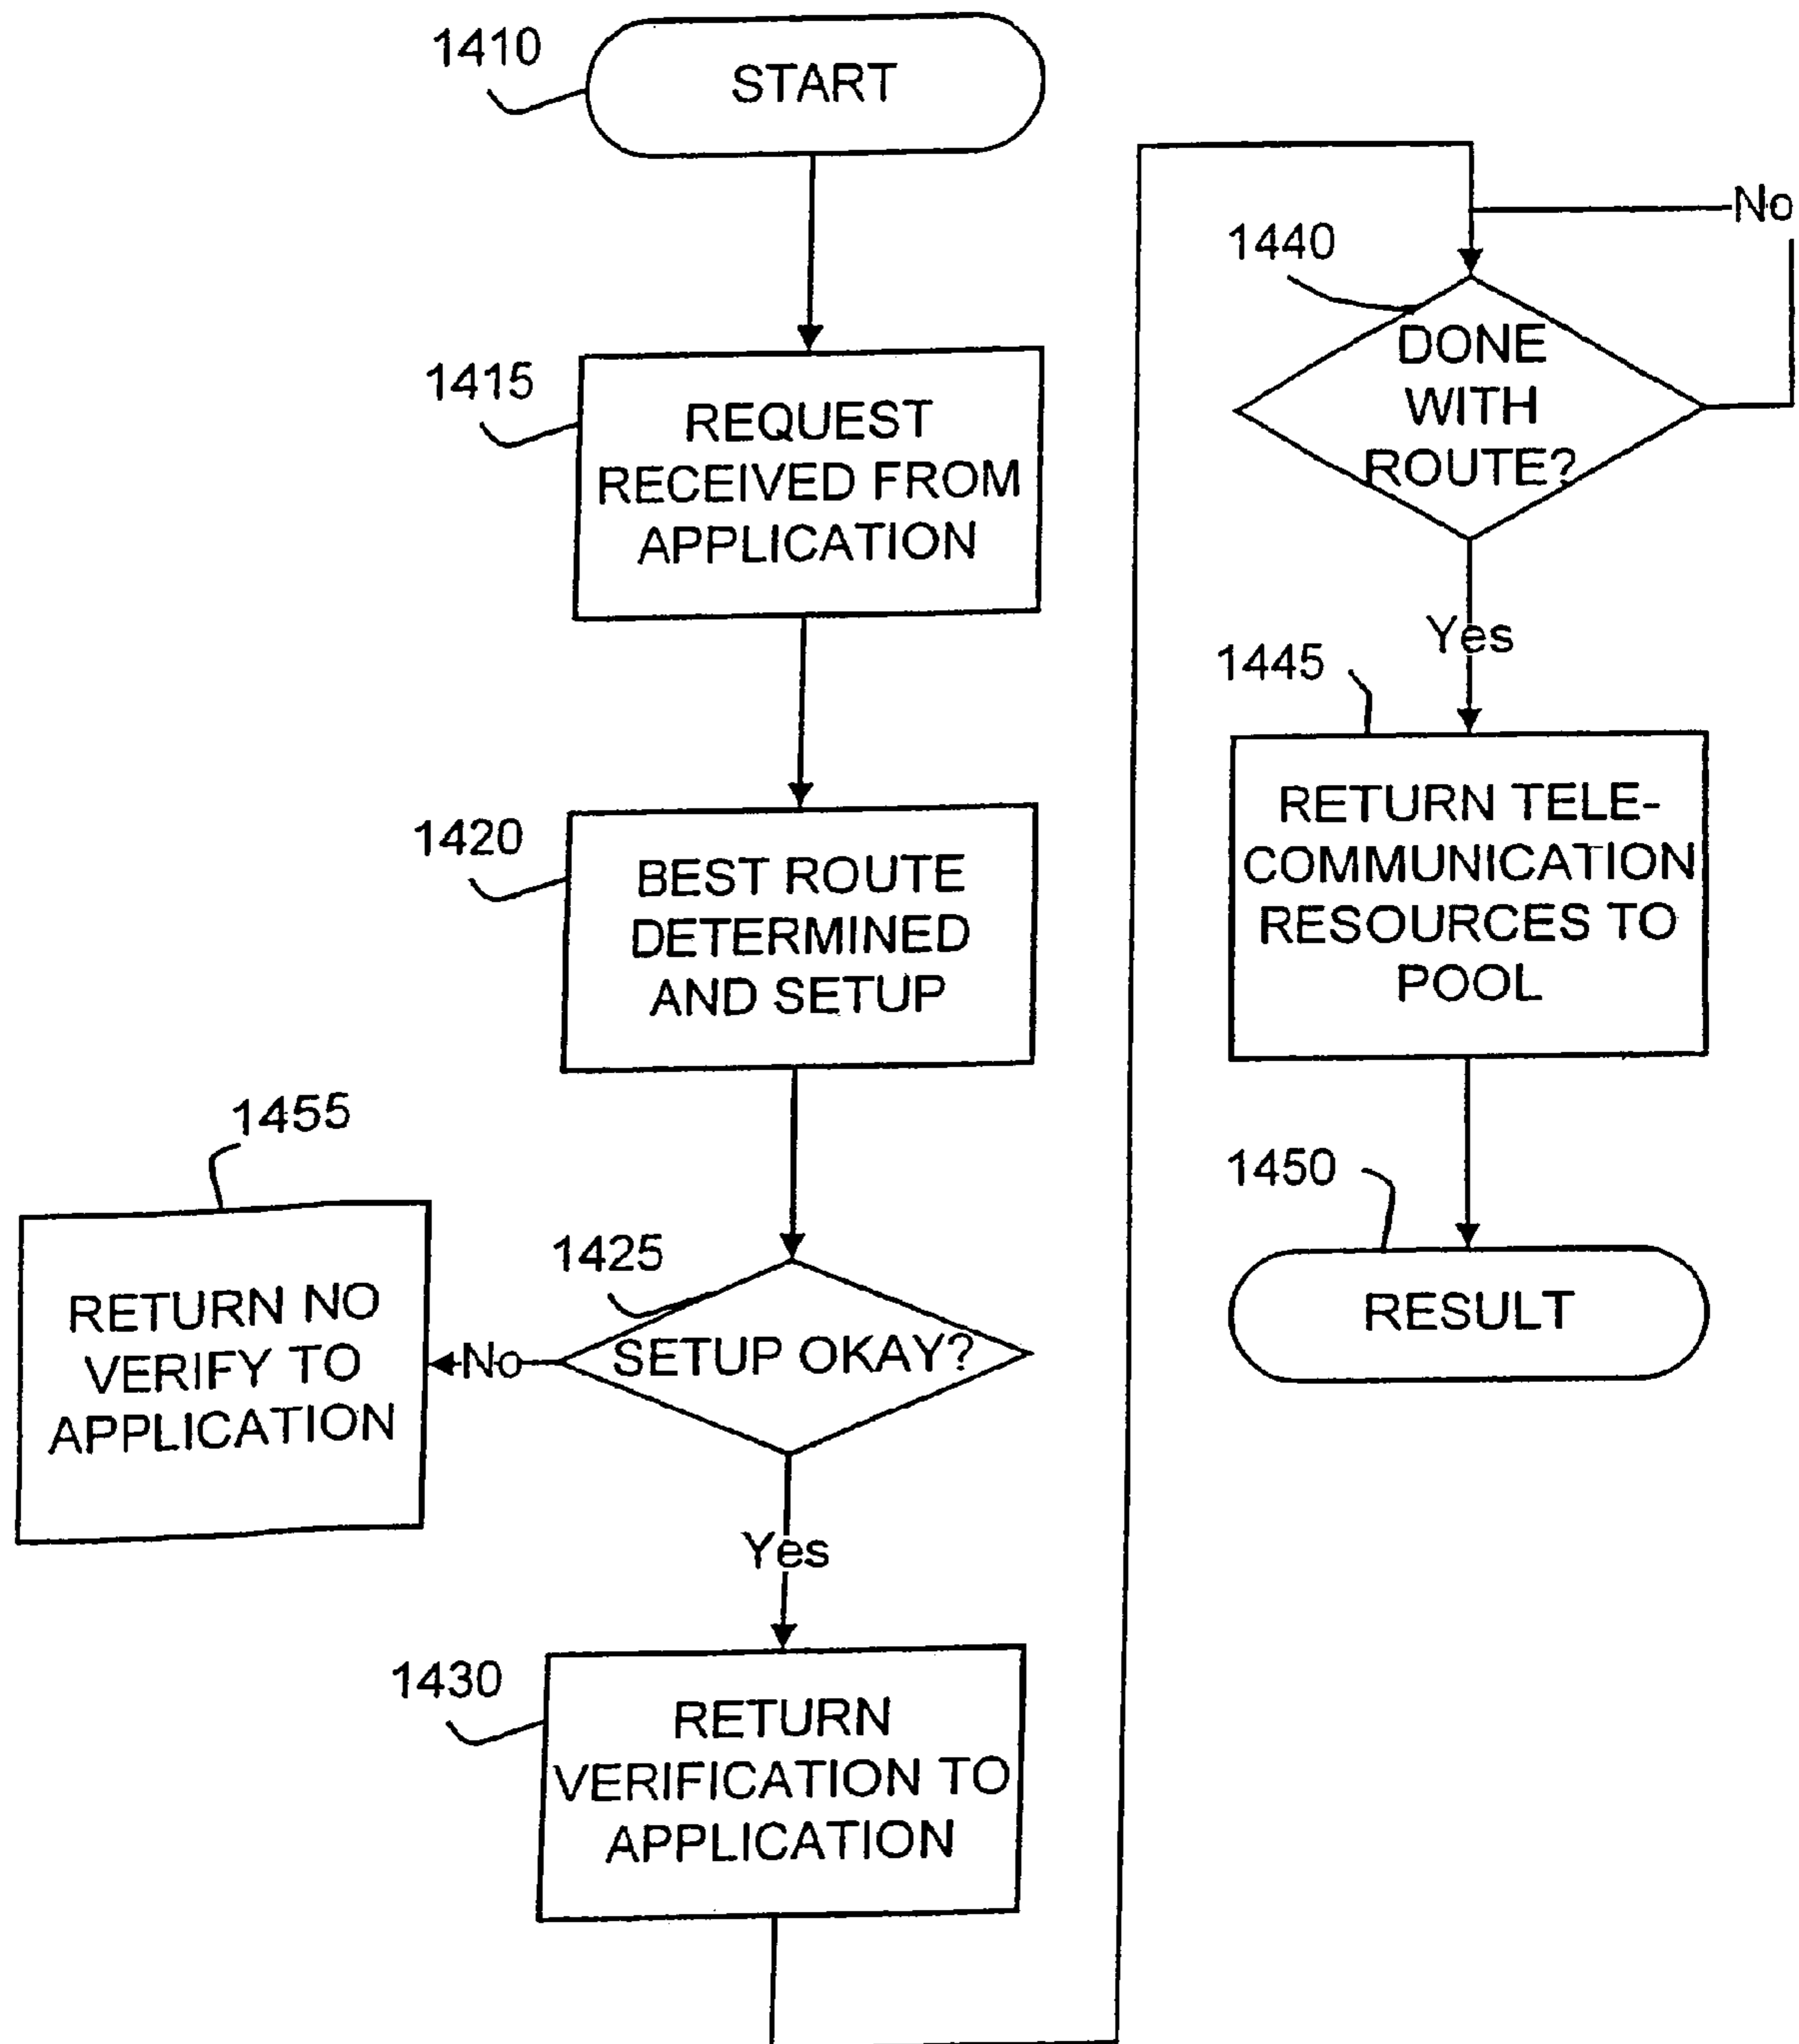 1410
START
1415
REQUEST
RECEIVED FROM
APPLICATION
1420
BEST ROUTE
DETERMINED
AND SETUP
1425
SETUP OKAY?
No
1455
RETURN NO
VERIFY TO
APPLICATION
Yes
1430
RETURN
VERIFICATION TO
APPLICATION
1440
DONE
WITH
ROUTE?
No
Yes
1445
RETURN TELE-
COMMUNICATION
RESOURCES TO
POOL
1450
RESULT